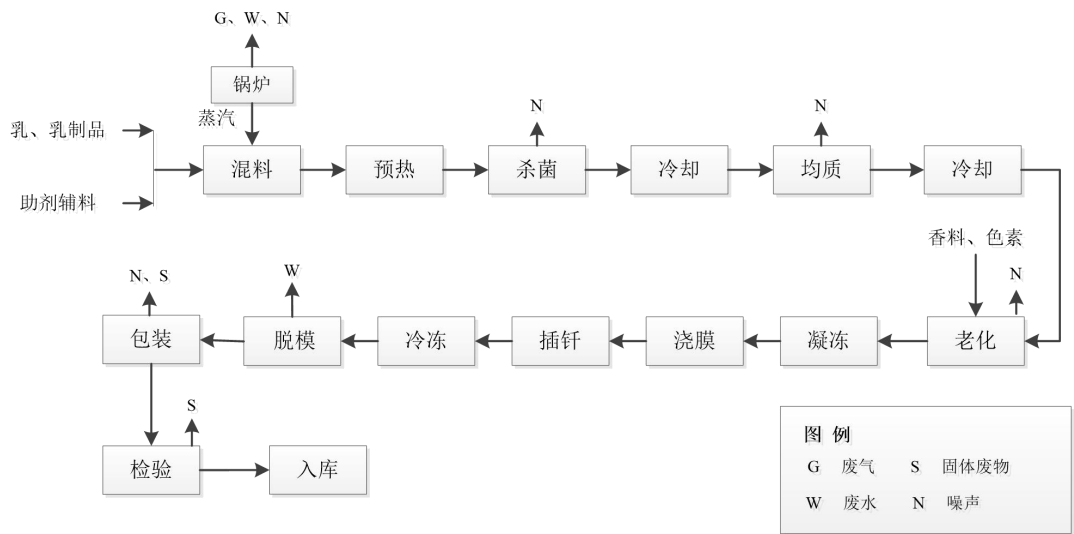 G、W、N
锅炉
蒸汽
乳、乳制品
助剂辅料
混料
预热
N
杀菌
冷却
N
均质
冷却
香料、色素
N
老化
凝冻
浇膜
插钎
冷冻
W
脱模
N、S
包装
S
检验
入库
图 例
G 废气 S 固体废物
W 废水 N 噪声